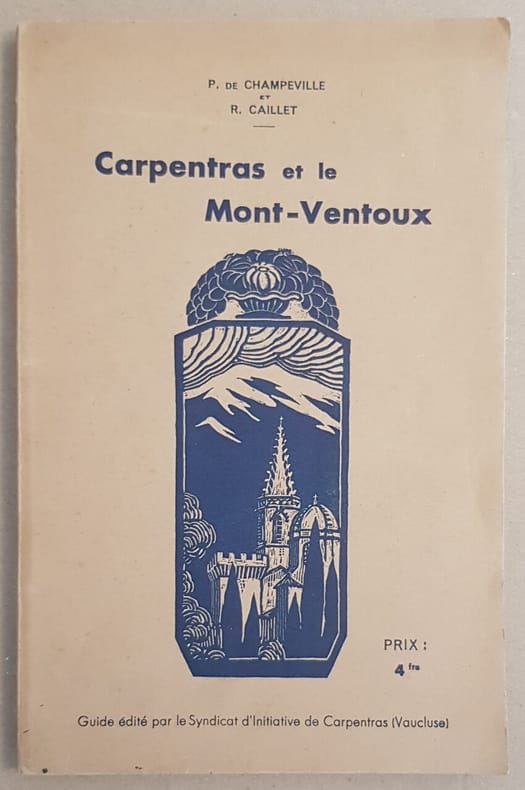 P. DE CHAMPEVILLE
ET
R. CAILLET
Carpentras et le
Mont-Ventoux
PRIX :
4 frs
Guide édité par le Syndicat d'Initiative de Carpentras (Vaucluse)